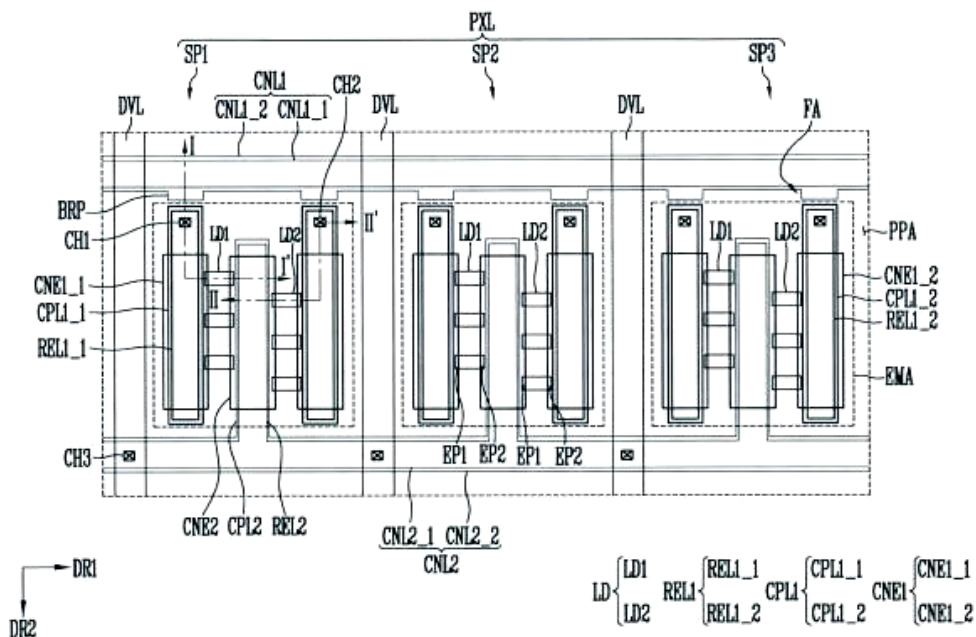 PXL
SP1 SP2 SP3
CNL1 CH2
DVL CNL1_2 CNL1_1 DVL DVL FA
I
BRP
CH1 LD1 LD2 II' LD1 LD2 LD1 LD2 PPA
CNE1_1 I' CNE1_2
CPL1_1 II CPL1_2
REL1_1 REL1_2
EMA
CH3 EP1 EP2 EP1 EP2
CNE2 CPL2 REL2 CNL2_1 CNL2_2
CNL2
DR1
DR2
LD { LD1 LD2 REL1 { REL1_1 REL1_2 CPL1 { CPL1_1 CPL1_2 CNE1 { CNE1_1 CNE1_2